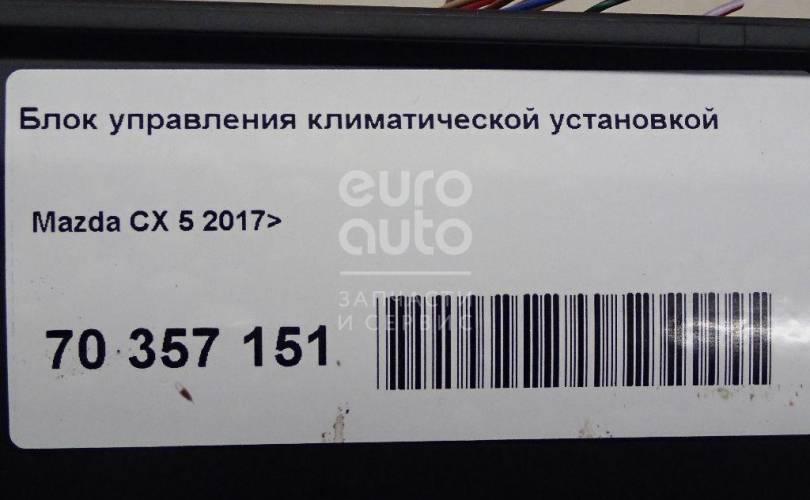 Блок управления климатической установкой
euro
auto
Mazda CX 5 2017>
ЗАПЧАСТИ
И СЕРВИС
70 357 151